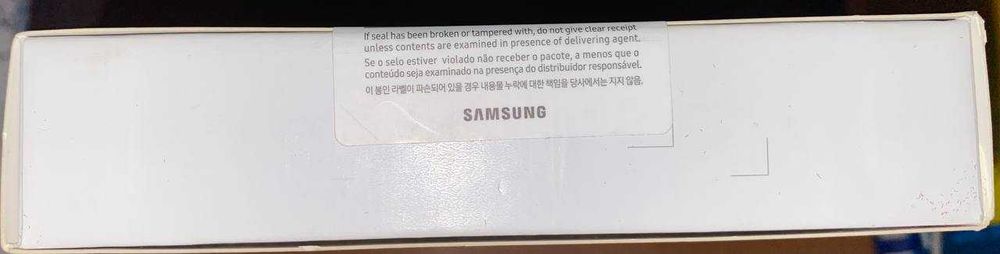 If seal has been broken or tampered with, do not give clear receipt
unless contents are examined in presence of delivering agent.
Se o selo estiver violado não receber o pacote, a menos que o
conteúdo seja examinado na presença do distribuidor responsável.
이 봉인 라벨이 파손되어 있을 경우 내용물 누락에 대한 책임을 당사에서는 지지 않음.
SAMSUNG